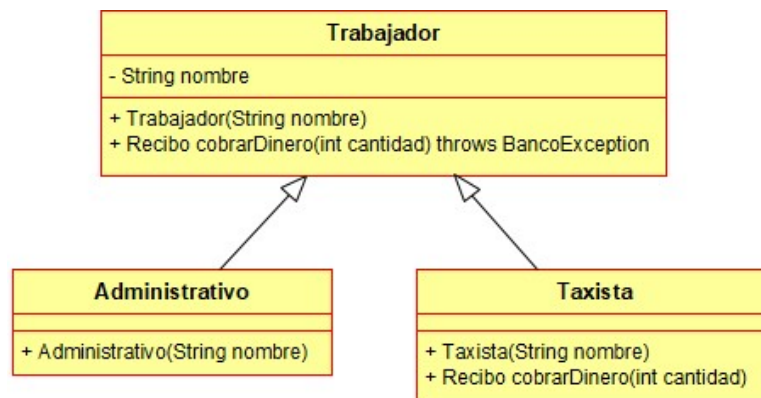 Trabajador
- String nombre
+ Trabajador(String nombre)
+ Recibo cobrarDinero(int cantidad) throws BancoException
Administrativo
+ Administrativo(String nombre)
Taxista
+ Taxista(String nombre)
+ Recibo cobrarDinero(int cantidad)